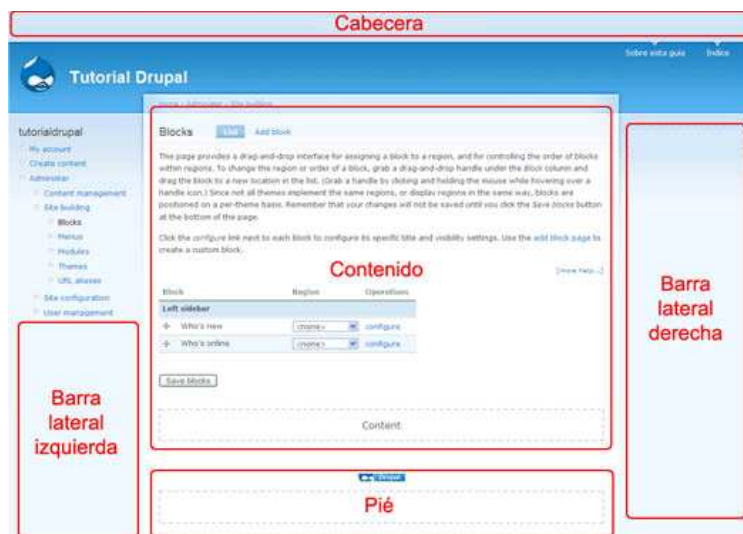 Cabecera
Sobre esta guía
Índice
Tutorial Drupal
Home › Administer › Site building
tutorialdrupal
My account
Create content
Administer
Content management
Site building
Blocks
Menus
Modules
Themes
URL aliases
Site configuration
User management
Blocks
List
Add block
This page provides a drag-and-drop interface for assigning a block to a region, and for controlling the order of blocks
within regions. To change the region or order of a block, grab a drag-and-drop handle under the Block column and
drag the block to a new location in the list. (Grab a handle by clicking and holding the mouse while hovering over a
handle icon.) Since not all themes implement the same regions, or display regions in the same way, blocks are
positioned on a per-theme basis. Remember that your changes will not be saved until you click the Save blocks button
at the bottom of the page.
Click the configure link next to each block to configure its specific title and visibility settings. Use the add block page to
create a custom block.
Contenido
[more help...]
Block Region Operations
Left sidebar
Who's new <none> configure
Who's online <none> configure
Save blocks
Content
Barra
lateral
izquierda
Barra
lateral
derecha
Drupal
Pié